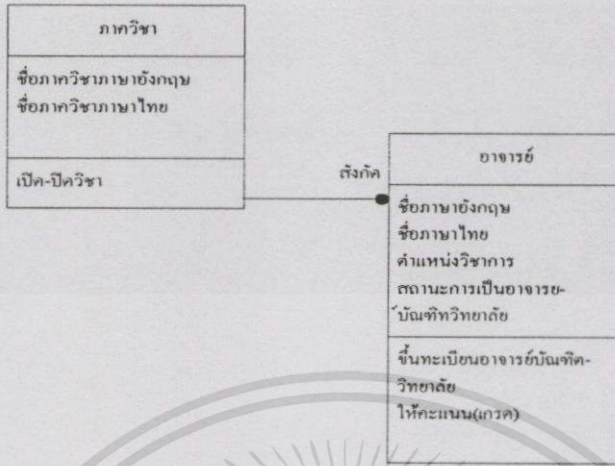 ภาควิชา
ชื่อภาควิชาภาษาอังกฤษ
ชื่อภาควิชาภาษาไทย
เปิด-ปิดวิชา
สังกัด
อาจารย์
ชื่อภาษาอังกฤษ
ชื่อภาษาไทย
ตำแหน่งวิชาการ
สถานะการเป็นอาจารย-
์บัณฑิทวิทยาลัย
ขึ้นทะเบียนอาจารย์บัณฑิต-
วิทยาลัย
ให้คะแนน(เกรด)